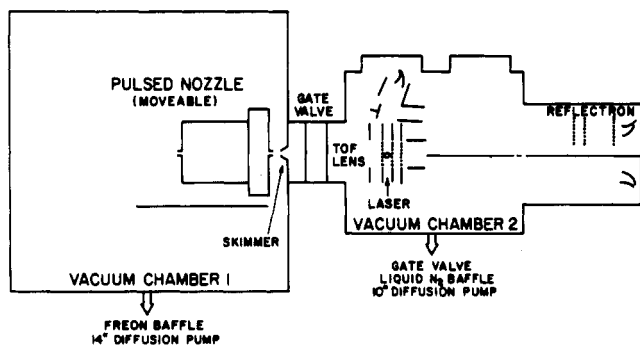 PULSED NOZZLE
(MOVEABLE)
GATE
VALVE
TOF
LENS
REFLECTRON
LASER
SKIMMER
VACUUM CHAMBER 2
VACUUM CHAMBER 1
GATE VALVE
LIQUID N2 BAFFLE
10" DIFFUSION PUMP
FREON BAFFLE
14" DIFFUSION PUMP